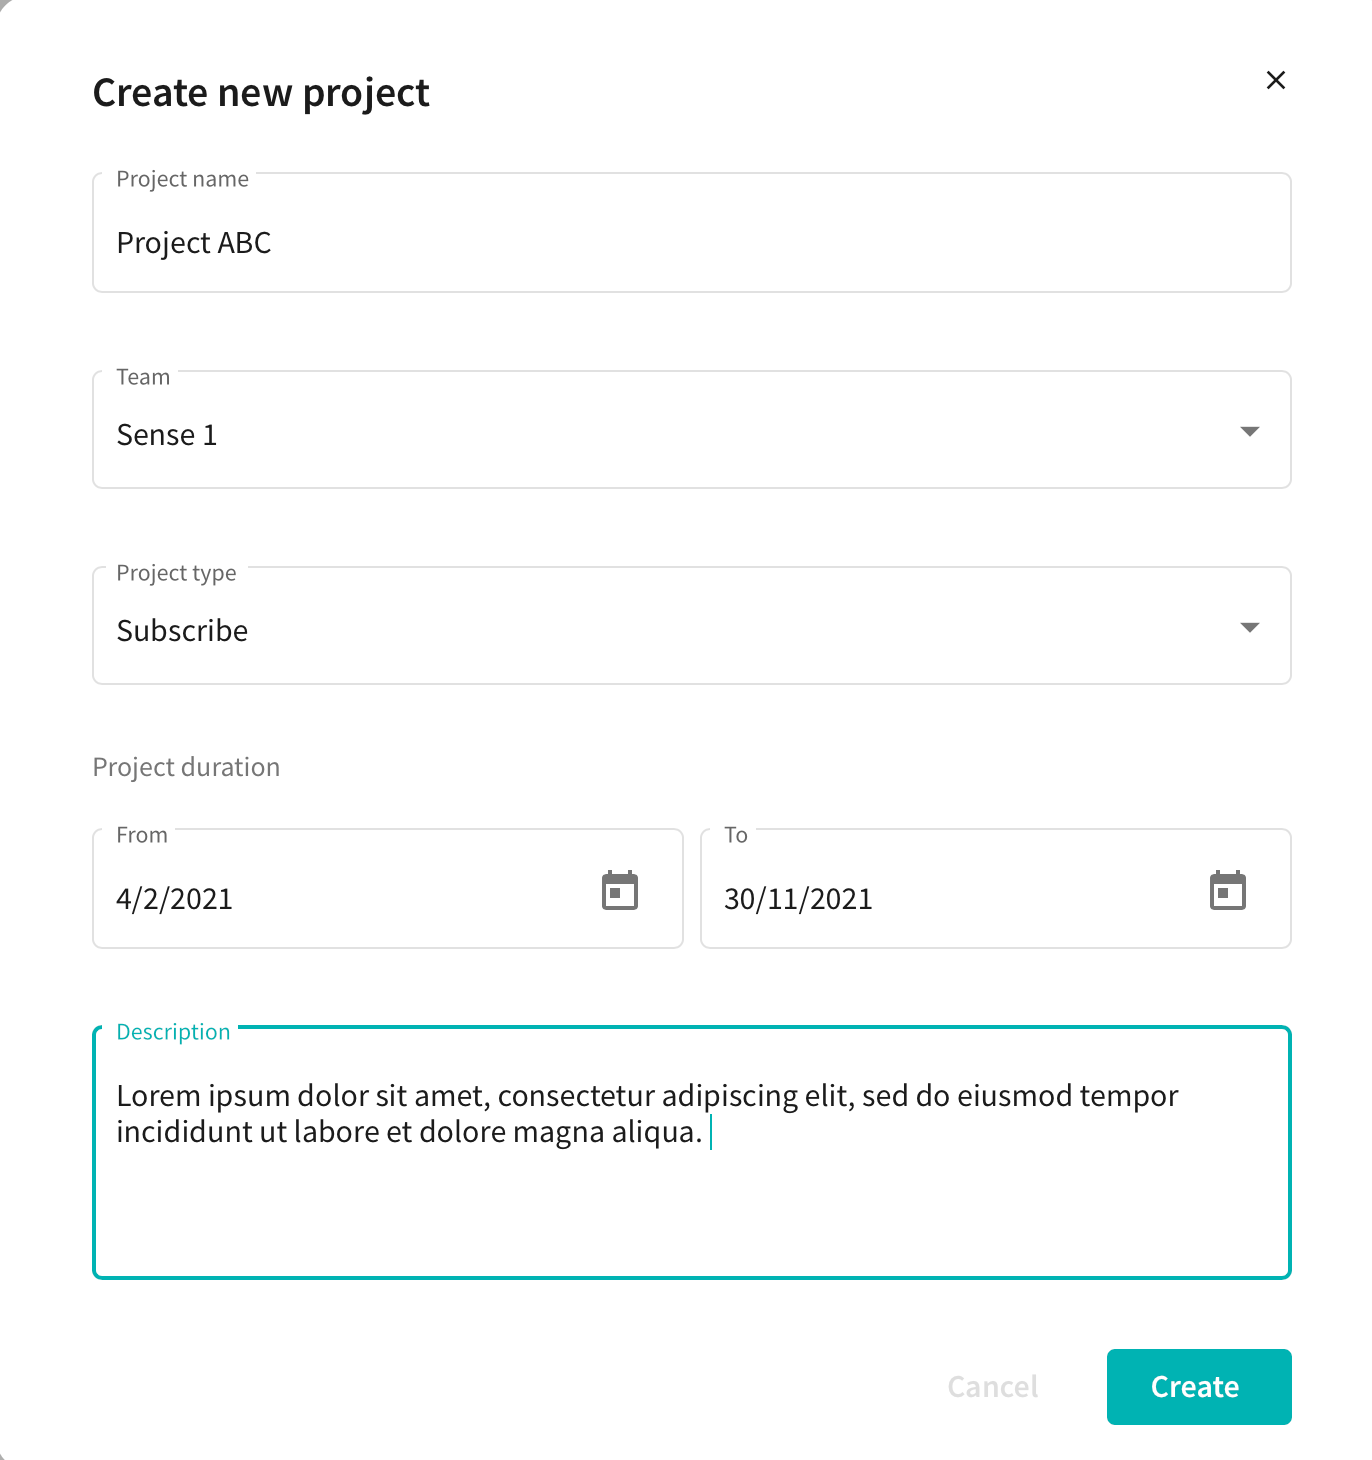 Create new project
Project name
Project ABC
Team
Sense 1
Project type
Subscribe
Project duration
From
4/2/2021
To
30/11/2021
Description
Lorem ipsum dolor sit amet, consectetur adipiscing elit, sed do eiusmod tempor
incididunt ut labore et dolore magna aliqua.
Cancel
Create